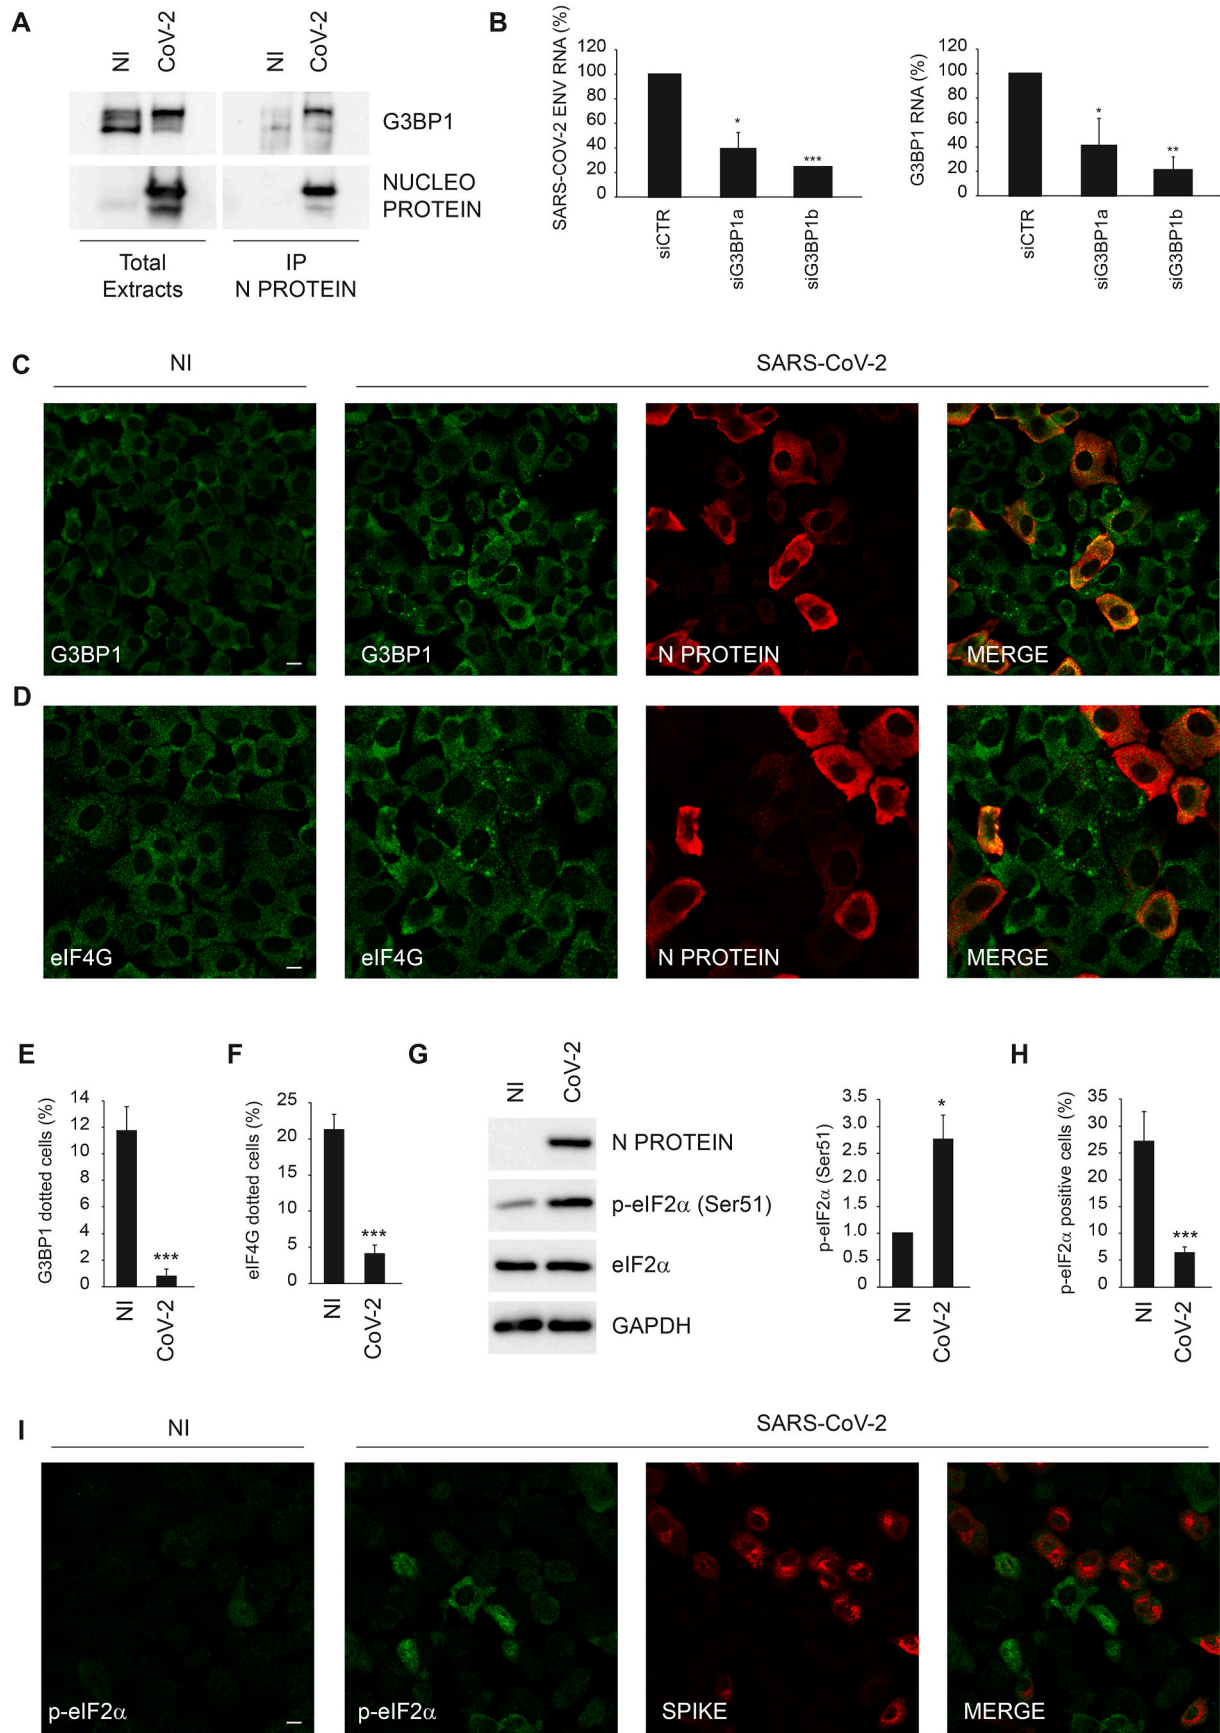 A
NI
CoV-2
NI
CoV-2
G3BP1
NUCLEO
PROTEIN
Total
Extracts
IP
N PROTEIN
B
SARS-COV-2 ENV RNA (%)
120
100
80
60
40
20
0
*
***
siCTR
siG3BP1a
siG3BP1b
G3BP1 RNA (%)
120
100
80
60
40
20
0
*
**
siCTR
siG3BP1a
siG3BP1b
C
NI
SARS-CoV-2
G3BP1
G3BP1
N PROTEIN
MERGE
D
eIF4G
eIF4G
N PROTEIN
MERGE
E
G3BP1 dotted cells (%)
14
12
10
8
6
4
2
0
***
NI
CoV-2
F
eIF4G dotted cells (%)
25
20
15
10
5
0
***
NI
CoV-2
G
NI
CoV-2
N PROTEIN
p-eIF2α (Ser51)
eIF2α
GAPDH
p-eIF2α (Ser51)
3.5
3.0
2.5
2.0
1.5
1.0
0.5
0
*
NI
CoV-2
H
p-eIF2α positive cells (%)
35
30
25
20
15
10
5
0
***
NI
CoV-2
I
NI
SARS-CoV-2
p-eIF2α
p-eIF2α
SPIKE
MERGE